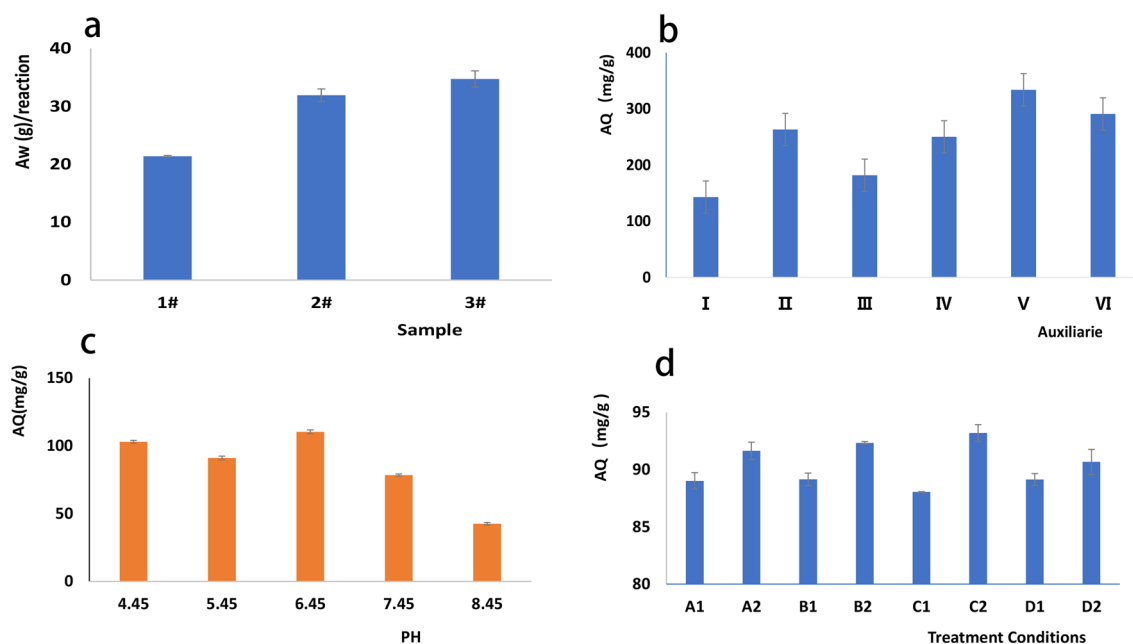 a
Aw (g)/reaction
40
30
20
10
0
1# 2# 3#
Sample
b
AQ (mg/g)
400
300
200
100
0
I II III IV V VI
Auxiliarie
c
AQ(mg/g)
150
100
50
0
4.45 5.45 6.45 7.45 8.45
PH
d
AQ (mg/g )
95
90
85
80
A1 A2 B1 B2 C1 C2 D1 D2
Treatment Conditions